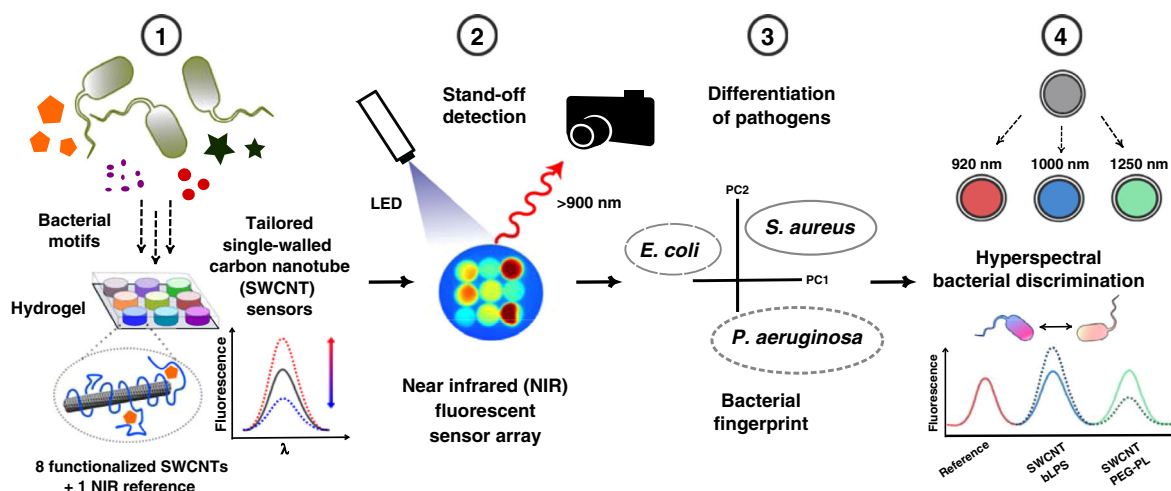 1
Bacterial
motifs
Hydrogel
Tailored
single-walled
carbon nanotube
(SWCNT)
sensors
Fluorescence
λ
8 functionalized SWCNTs
+ 1 NIR reference
2
Stand-off
detection
LED
>900 nm
Near infrared (NIR)
fluorescent
sensor array
3
Differentiation
of pathogens
PC2
PC1
E. coli
S. aureus
P. aeruginosa
Bacterial
fingerprint
4
920 nm
1000 nm
1250 nm
Hyperspectral
bacterial discrimination
Fluorescence
Reference
SWCNT
bLPS
SWCNT
PEG-PL